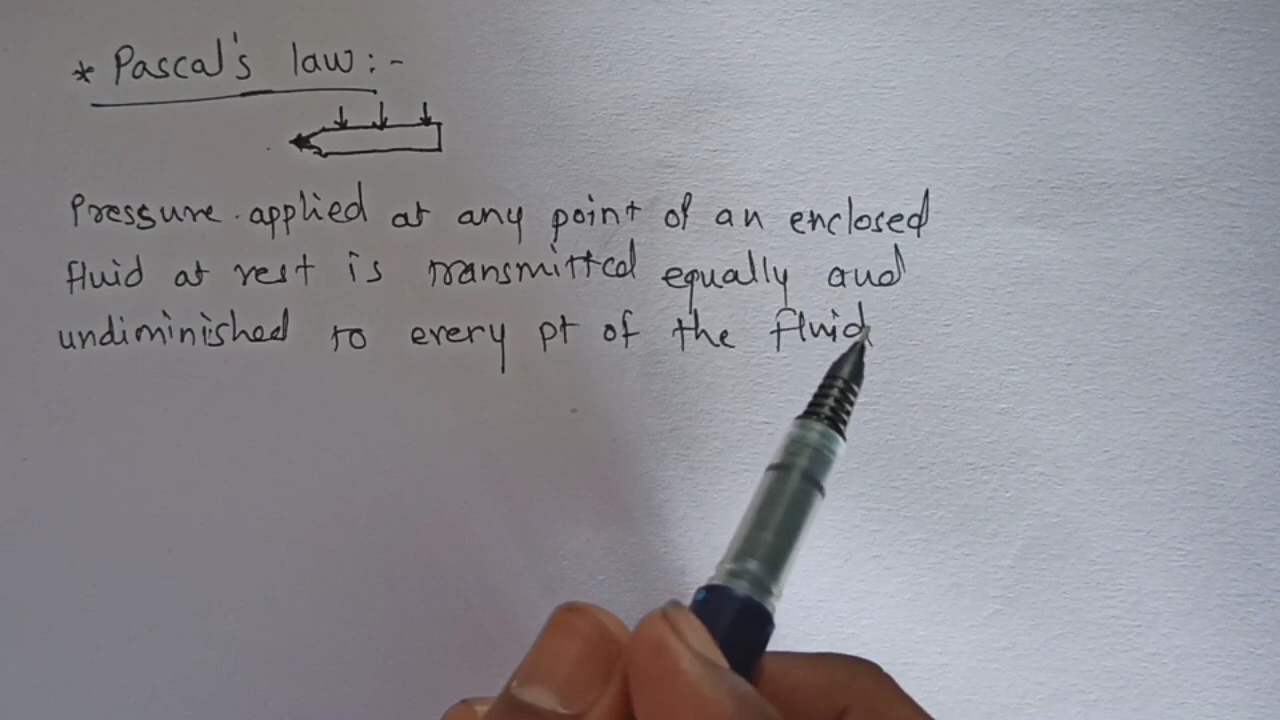 * Pascal's law :-
Pressure applied at any point of an enclosed
fluid at rest is transmitted equally and
undiminished to every pt of the fluid